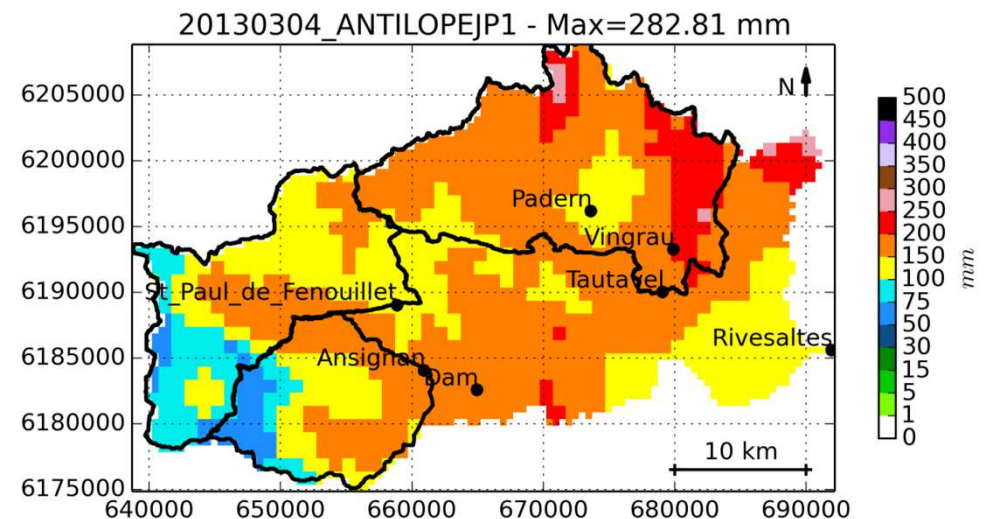 20130304_ANTILOPEJP1 - Max=282.81 mm
6205000
6200000
6195000
6190000
6185000
6180000
6175000
640000 650000 660000 670000 680000 690000
N
Padern
Vingrau
Tautavel
St_Paul_de_Fenouillet
Rivesaltes
Ansignan
Dam
10 km
500
450
400
350
300
250
200
150
100
75
50
30
15
5
1
0
mm